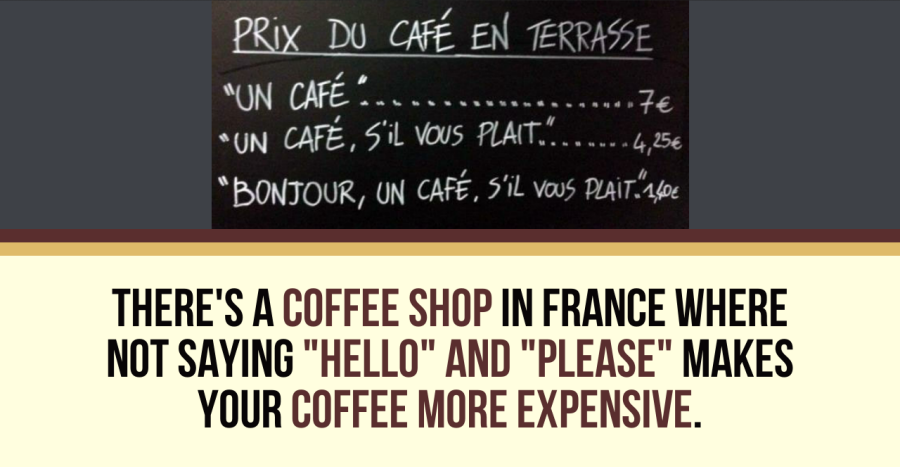 PRIX DU CAFÉ EN TERRASSE
"UN CAFÉ" 7€
"UN CAFÉ, S'IL VOUS PLAIT." 4,25€
"BONJOUR, UN CAFÉ, S'IL VOUS PLAIT." 1,40€
THERE'S A COFFEE SHOP IN FRANCE WHERE
NOT SAYING "HELLO" AND "PLEASE" MAKES
YOUR COFFEE MORE EXPENSIVE.